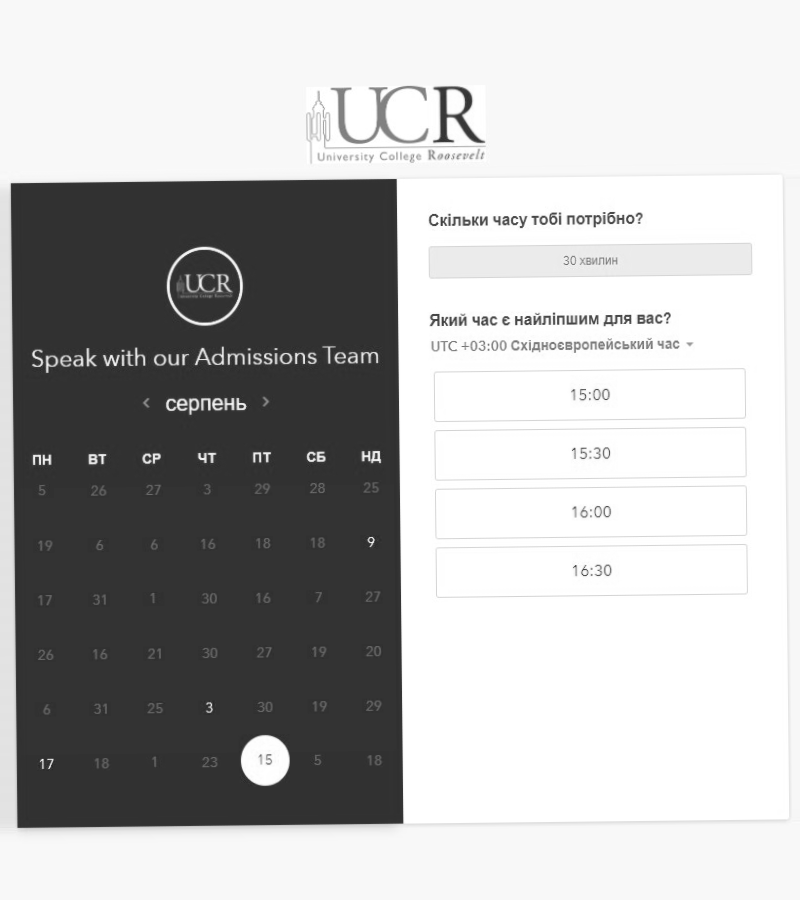 UCR
University College Roosevelt
UCR
University College Roosevelt
Speak with our Admissions Team
серпень
ПН ВТ СР ЧТ ПТ СБ НД
5 26 27 3 29 28 25
19 6 6 16 18 18 9
17 31 1 30 16 7 27
26 16 21 30 27 19 20
6 31 25 3 30 19 29
17 18 1 23 15 5 18
Скільки часу тобі потрібно?
30 хвилин
Який час є найліпшим для вас?
UTC +03:00 Східноєвропейський час
15:00
15:30
16:00
16:30